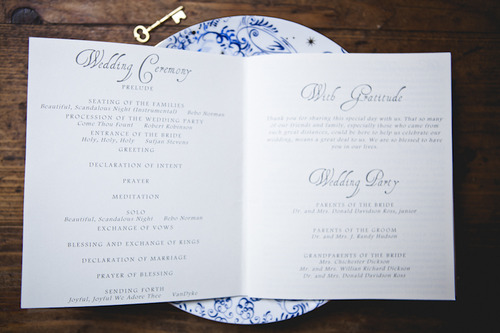 Wedding Ceremony
PRELUDE
SEATING OF THE FAMILIES
Beautiful, Scandalous Night (Instrumental) Bebo Norman
PROCESSION OF THE WEDDING PARTY
Come Thou Fount Robert Robinson
ENTRANCE OF THE BRIDE
Holy, Holy, Holy Sufjan Stevens
GREETING
DECLARATION OF INTENT
PRAYER
MEDITATION
SOLO
Beautiful, Scandalous Night Bebo Norman
EXCHANGE OF VOWS
BLESSING AND EXCHANGE OF RINGS
DECLARATION OF MARRIAGE
PRAYER OF BLESSING
SENDING FORTH
Joyful, Joyful We Adore Thee VanDyke
With Gratitude
Thank you for sharing this special day with us. That so many
of our friends and family, especially those who came from
such great distances, could be here to help us celebrate our
wedding, means a great deal to us. We are so blessed to have
you in our lives.
Wedding Party
PARENTS OF THE BRIDE
Dr. and Mrs. Donald Davidson Ross, Junior
PARENTS OF THE GROOM
Dr. and Mrs. J. Randy Hudson
GRANDPARENTS OF THE BRIDE
Mrs. Chichester Dickson
Mr. and Mrs. William Richard Dickson
Dr. and Mrs. Donald Davidson Ross